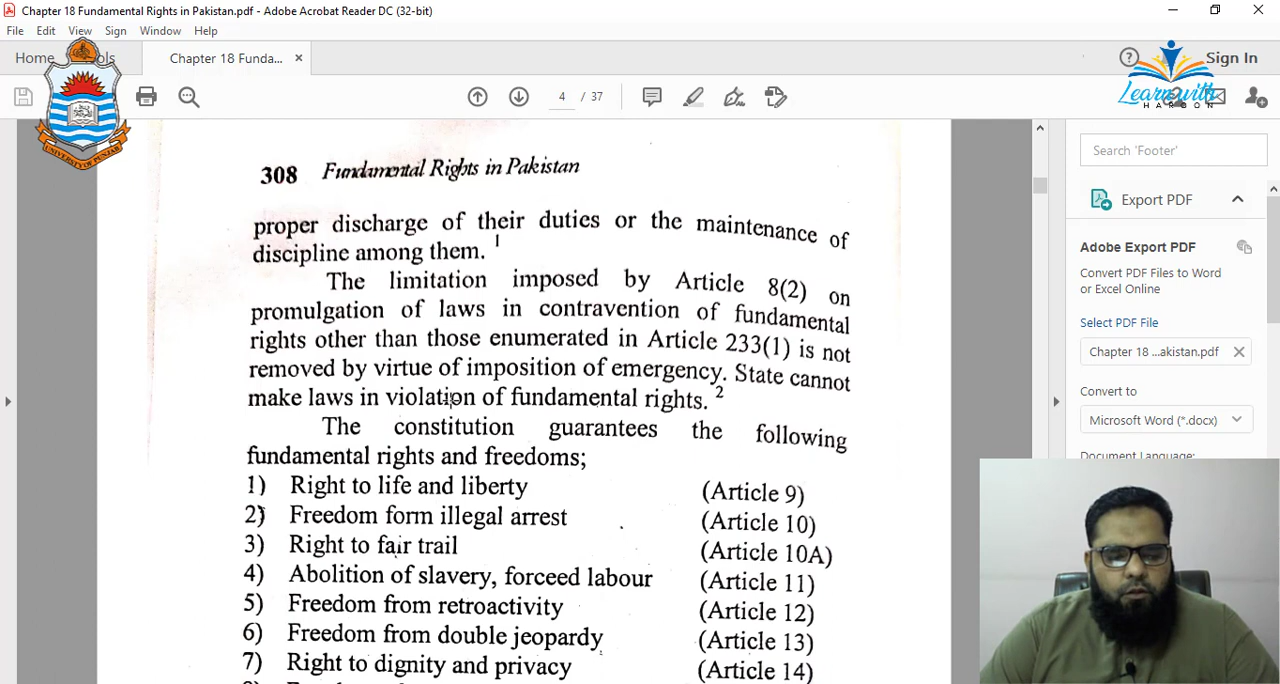 Chapter 18 Fundamental Rights in Pakistan.pdf - Adobe Acrobat Reader DC (32-bit)
File Edit View Sign Window Help
Home
Chapter 18 Funda... ×
Sign In
4 / 37
Learn with
HAROON
UNIVERSITY OF PUNJAB
308 Fundamental Rights in Pakistan
proper discharge of their duties or the maintenance of
discipline among them. 1
The limitation imposed by Article 8(2) on
promulgation of laws in contravention of fundamental
rights other than those enumerated in Article 233(1) is not
removed by virtue of imposition of emergency. State cannot
make laws in violation of fundamental rights. 2
The constitution guarantees the following
fundamental rights and freedoms;
1) Right to life and liberty (Article 9)
2) Freedom form illegal arrest (Article 10)
3) Right to fair trail (Article 10A)
4) Abolition of slavery, forceed labour (Article 11)
5) Freedom from retroactivity (Article 12)
6) Freedom from double jeopardy (Article 13)
7) Right to dignity and privacy (Article 14)
Search 'Footer'
Export PDF
Adobe Export PDF
Convert PDF Files to Word
or Excel Online
Select PDF File
Chapter 18 ...akistan.pdf
Convert to
Microsoft Word (*.docx)
Document Language: